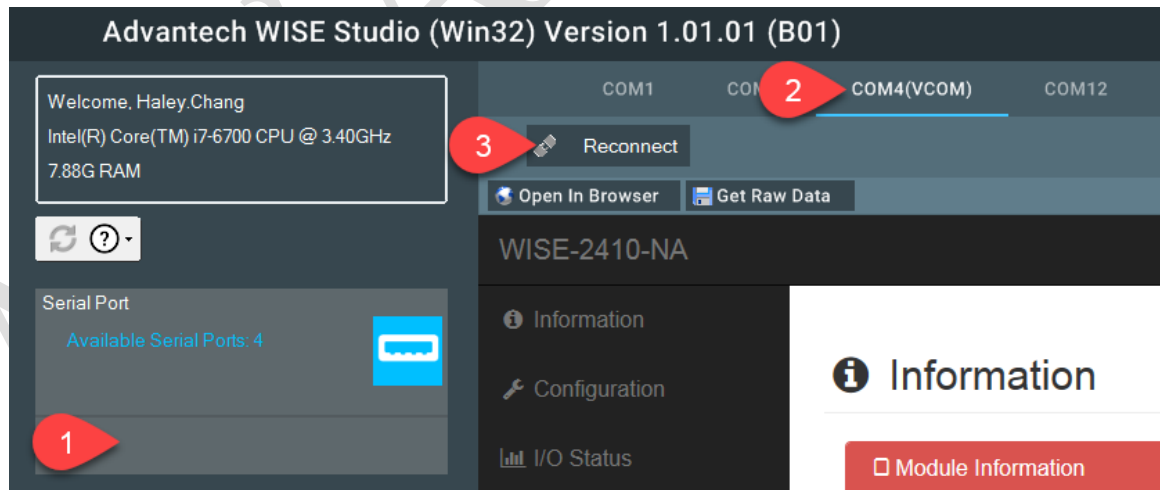 Advantech WISE Studio (Win32) Version 1.01.01 (B01)
Welcome, Haley.Chang
Intel(R) Core(TM) i7-6700 CPU @ 3.40GHz
7.88G RAM
COM1 2 COM4(VCOM) COM12
3 Reconnect
Open In Browser Get Raw Data
WISE-2410-NA
Serial Port
Available Serial Ports: 4
1
Information
Configuration
I/O Status
Information
Module Information